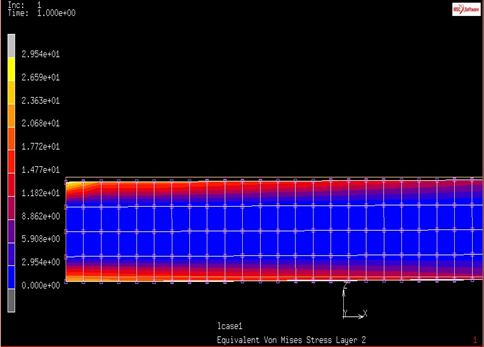 Inc: 1
Time: 1.000e+00
MSC Software
2.954e+01
2.659e+01
2.363e+01
2.068e+01
1.772e+01
1.477e+01
1.182e+01
8.862e+00
5.908e+00
2.954e+00
0.000e+00
Z
Y X
lcase1
Equivalent Von Mises Stress Layer 2
1